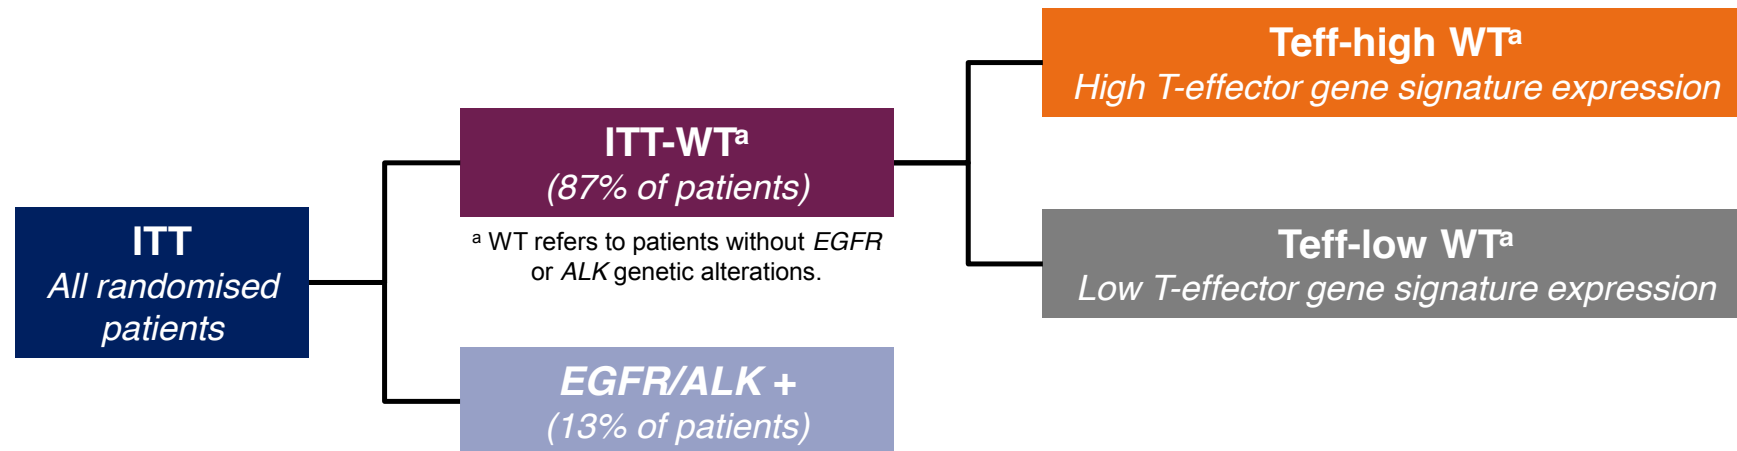 ITT
All randomised
patients
ITT-WTᵃ
(87% of patients)
ᵃ WT refers to patients without EGFR
or ALK genetic alterations.
EGFR/ALK +
(13% of patients)
Teff-high WTᵃ
High T-effector gene signature expression
Teff-low WTᵃ
Low T-effector gene signature expression